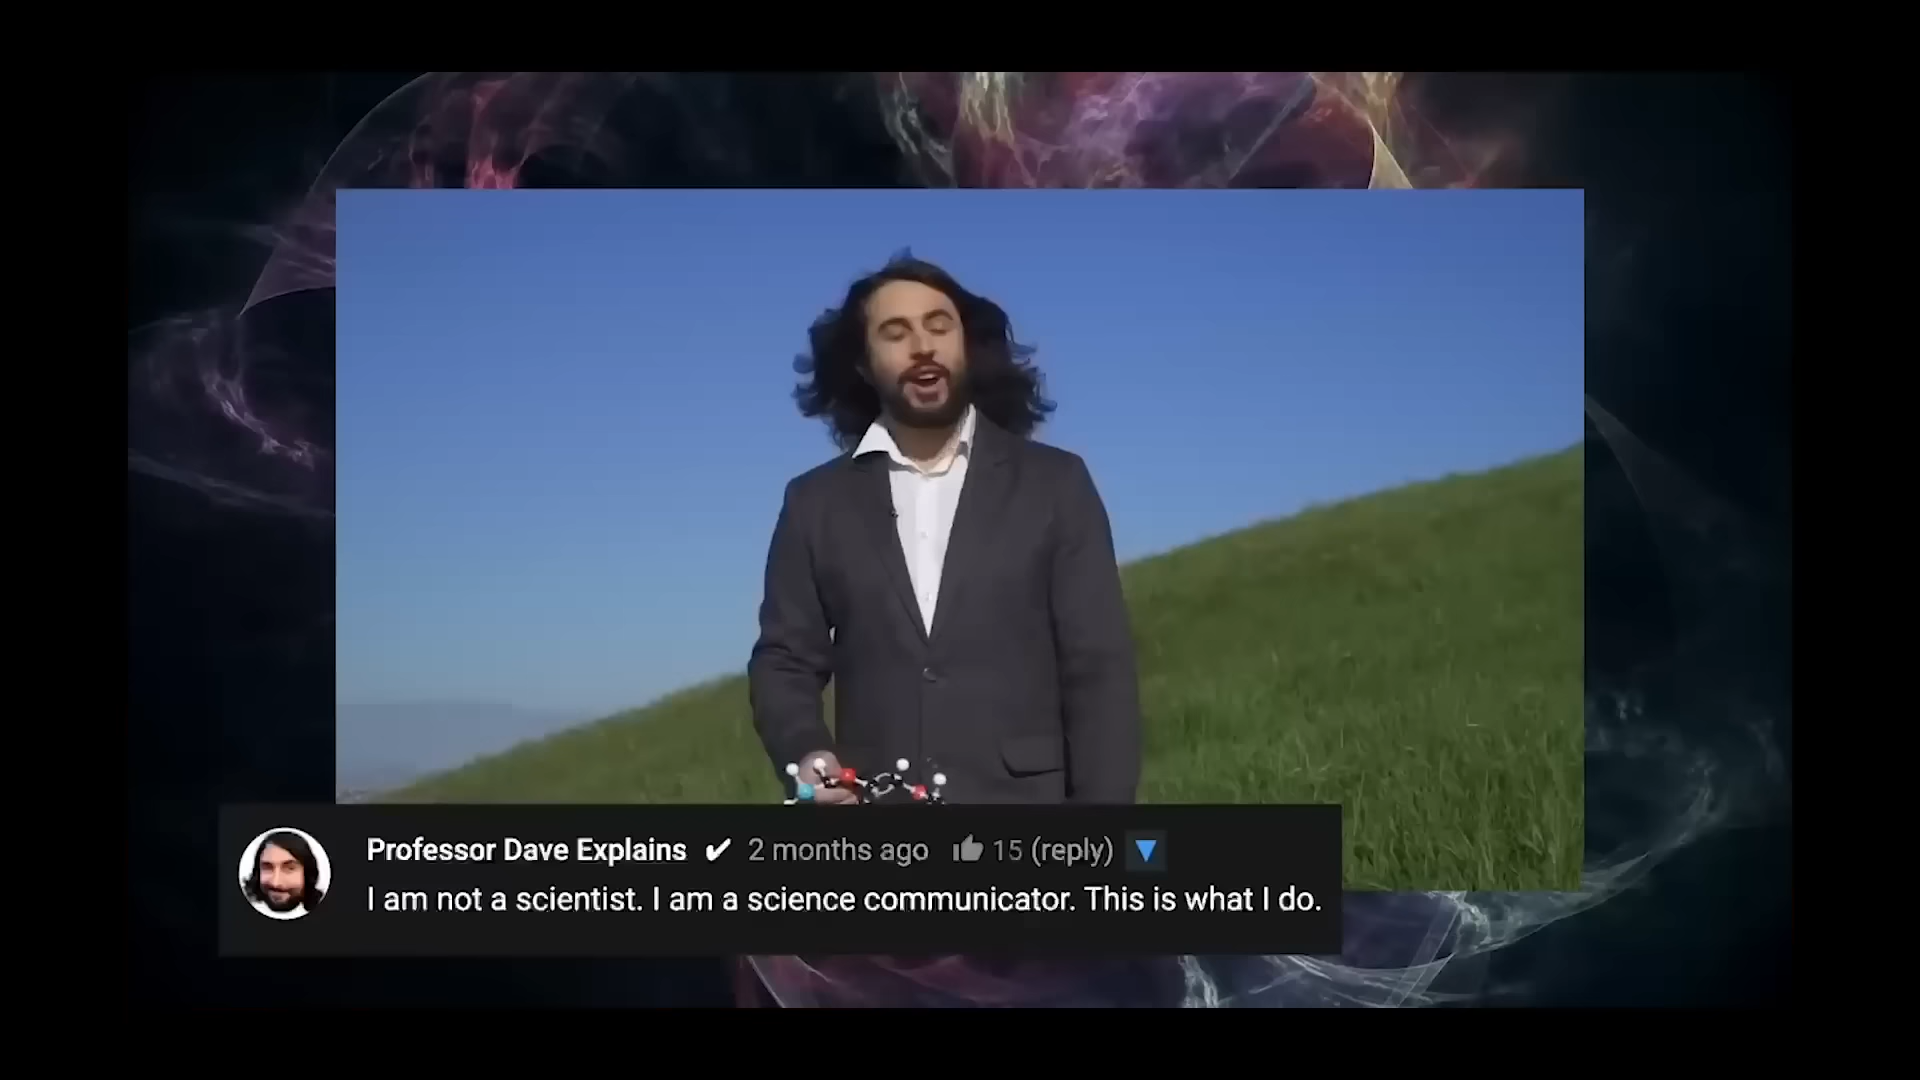 Professor Dave Explains ✔ 2 months ago 15 (reply) ▼
I am not a scientist. I am a science communicator. This is what I do.